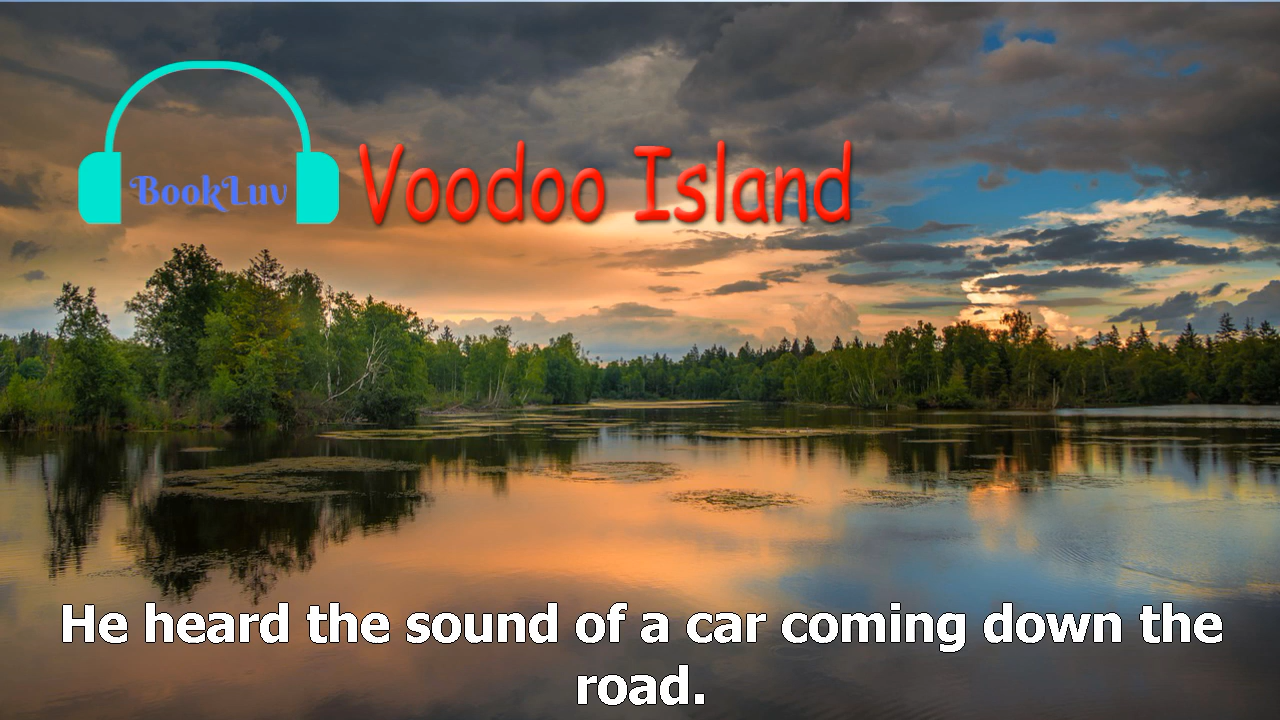 BookLuv
Voodoo Island
He heard the sound of a car coming down the
road.